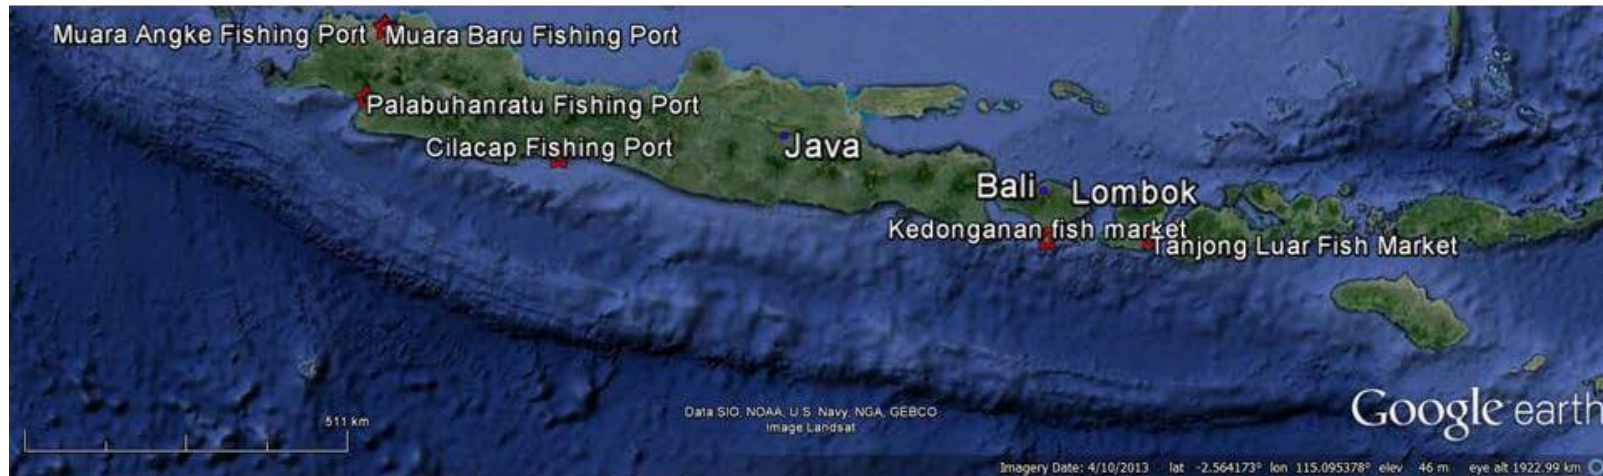 Muara Angke Fishing Port
Muara Baru Fishing Port
Palabuhanratu Fishing Port
Cilacap Fishing Port
Java
Bali
Lombok
Kedonganan fish market
Tanjong Luar Fish Market
Google earth
511 km
Data SIO, NOAA, U.S. Navy, NGA, GEBCO
Image Landsat
Imagery Date: 4/10/2013 lat -2.564173° lon 115.095378° elev 46 m eye alt 1922.99 km